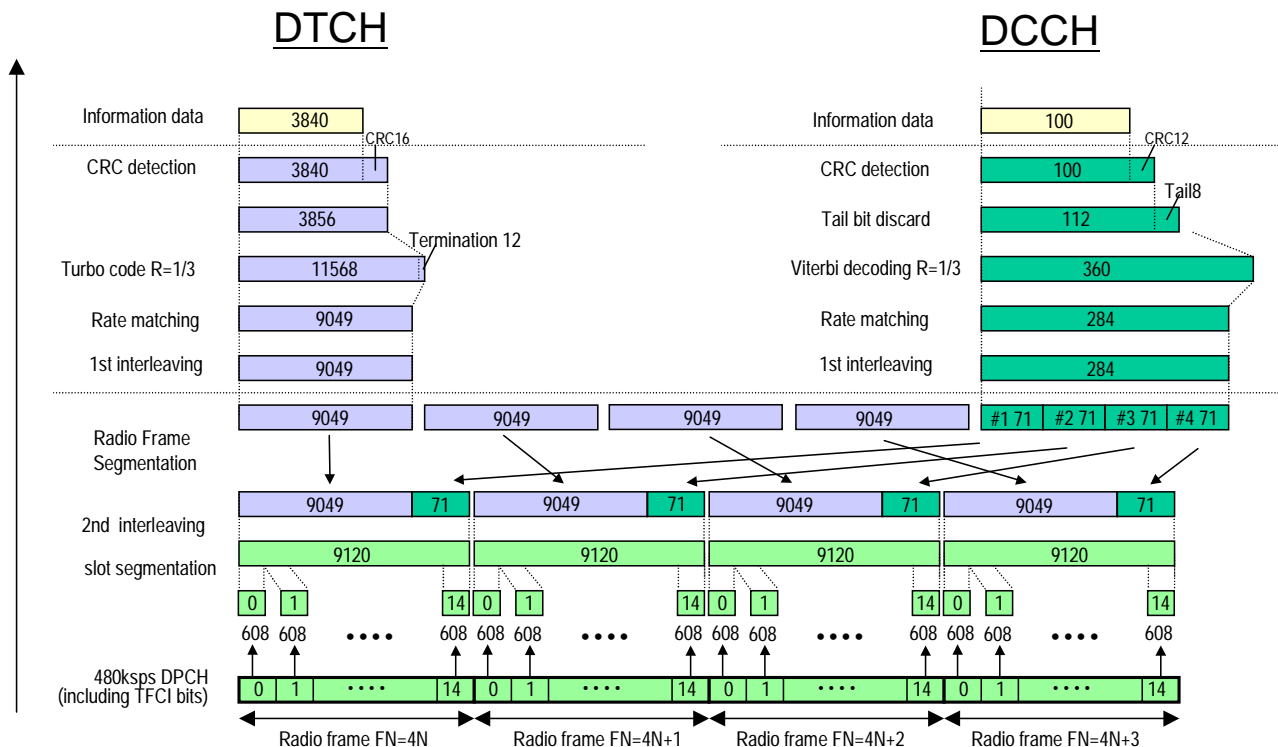 DTCH DCCH
Information data 3840 Information data 100
CRC16 CRC12
CRC detection 3840 CRC detection 100
Tail8
3856 Tail bit discard 112
Termination 12
Turbo code R=1/3 11568 Viterbi decoding R=1/3 360
Rate matching 9049 Rate matching 284
1st interleaving 9049 1st interleaving 284
9049 9049 9049 9049 #1 71 #2 71 #3 71 #4 71
Radio Frame
Segmentation
9049 71 9049 71 9049 71 9049 71
2nd interleaving
9120 9120 9120 9120
slot segmentation
0 1 14 0 1 14 0 1 14 0 1 14
608 608 •••• 608 608 608 •••• 608 608 608 •••• 608 608 608 •••• 608
480ksps DPCH
(including TFCI bits)
0 1 •••• 14 0 1 •••• 14 0 1 •••• 14 0 1 •••• 14
Radio frame FN=4N Radio frame FN=4N+1 Radio frame FN=4N+2 Radio frame FN=4N+3